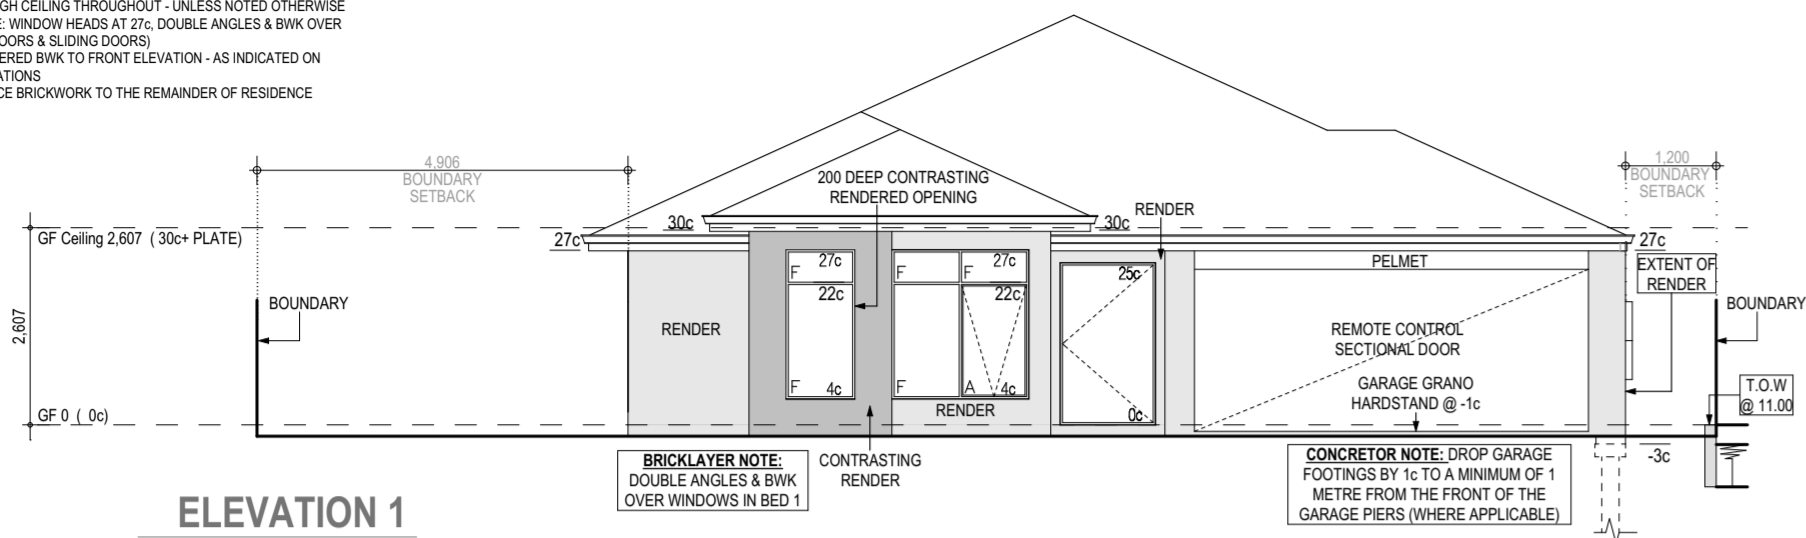 GH CEILING THROUGHOUT - UNLESS NOTED OTHERWISE
E: WINDOW HEADS AT 27c, DOUBLE ANGLES & BWK OVER
OORS & SLIDING DOORS)
ERED BWK TO FRONT ELEVATION - AS INDICATED ON
ATIONS
CE BRICKWORK TO THE REMAINDER OF RESIDENCE
4,906
BOUNDARY
SETBACK
1,200
BOUNDARY
SETBACK
200 DEEP CONTRASTING
RENDERED OPENING
RENDER
30c
30c
GF Ceiling 2,607 ( 30c+ PLATE)
27c
27c
PELMET
EXTENT OF
RENDER
F 27c
F
F 27c
25c
22c
22c
BOUNDARY
BOUNDARY
2,607
RENDER
REMOTE CONTROL
SECTIONAL DOOR
F 4c
F
A 4c
GARAGE GRANO
HARDSTAND @ -1c
T.O.W
@ 11.00
RENDER
0c
GF 0 ( 0c)
BRICKLAYER NOTE:
DOUBLE ANGLES & BWK
OVER WINDOWS IN BED 1
CONTRASTING
RENDER
CONCRETOR NOTE: DROP GARAGE
FOOTINGS BY 1c TO A MINIMUM OF 1
METRE FROM THE FRONT OF THE
GARAGE PIERS (WHERE APPLICABLE)
-3c
ELEVATION 1